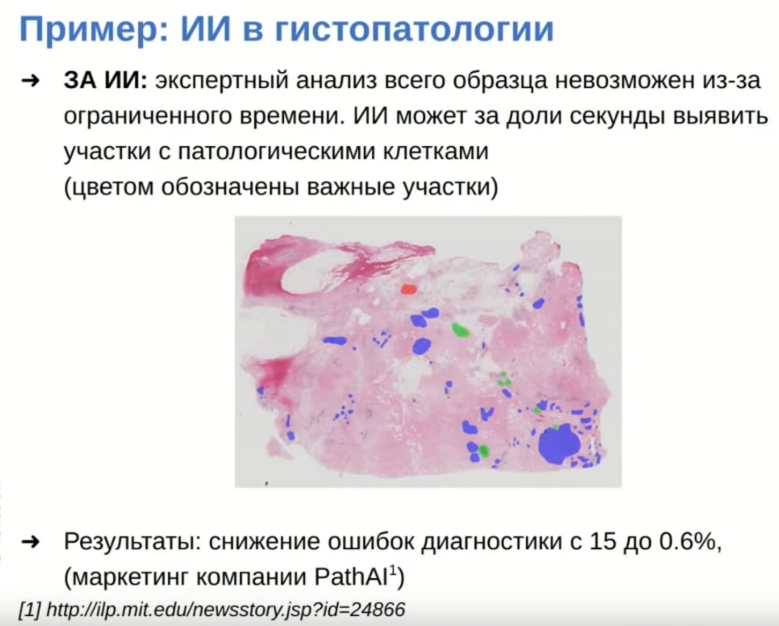 Пример: ИИ в гистопатологии
➔ ЗА ИИ: экспертный анализ всего образца невозможен из-за
ограниченного времени. ИИ может за доли секунды выявить
участки с патологическими клетками
(цветом обозначены важные участки)
➔ Результаты: снижение ошибок диагностики с 15 до 0.6%,
(маркетинг компании PathAI¹)
[1] http://ilp.mit.edu/newsstory.jsp?id=24866